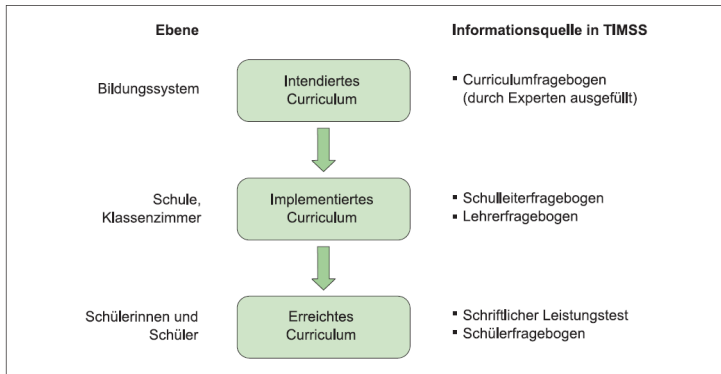 Ebene
Informationsquelle in TIMSS
Bildungssystem
Intendiertes
Curriculum
▪ Curriculumfragebogen
(durch Experten ausgefüllt)
Schule,
Klassenzimmer
Implementiertes
Curriculum
▪ Schulleiterfragebogen
▪ Lehrerfragebogen
Schülerinnen und
Schüler
Erreichtes
Curriculum
▪ Schriftlicher Leistungstest
▪ Schülerfragebogen